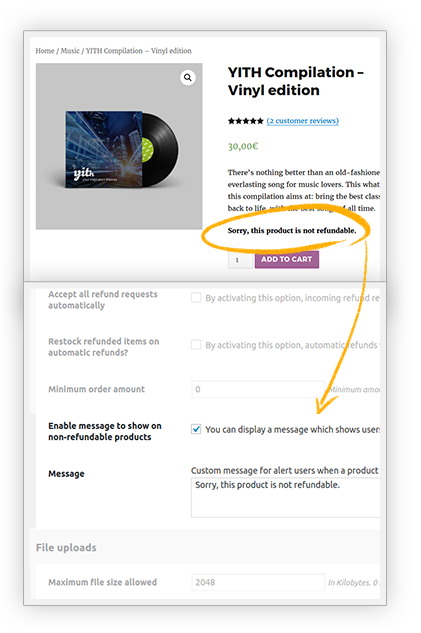 Home / Music / YITH Compilation – Vinyl edition
YITH Compilation –
Vinyl edition
(2 customer reviews)
30,00€
There's nothing better than an old-fashione
everlasting song for music lovers. This what
this compilation aims at: bring the best clas
back to life, with the best songs of all time.
yith
Sorry, this product is not refundable.
1 ADD TO CART
Accept all refund requests
automatically
By activating this option, incoming refund re
Restock refunded items on
automatic refunds?
By activating this option, automatic refunds
Minimum order amount
0
Minimum amou
Enable message to show on
non-refundable products
You can display a message which shows users
Message
Custom message for alert users when a product
Sorry, this product is not refundable.
File uploads
Maximum file size allowed
2048
In Kilobytes. 0